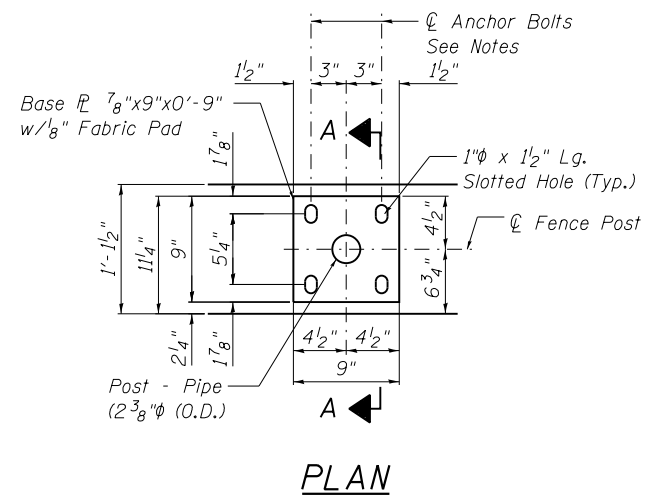 ℄ Anchor Bolts
See Notes
1½" 3" 3" 1½"
Base ℄ ⅞"x9"x0'-9"
w/⅛" Fabric Pad
A
1⅞"
1"φ x 1½" Lg.
Slotted Hole (Typ.)
4½"
℄ Fence Post
1'-1½"
11¼"
9"
5¼"
6¾"
2¼"
1⅞"
4½" 4½"
9"
Post - Pipe
(2⅜"φ (O.D.)
A
PLAN